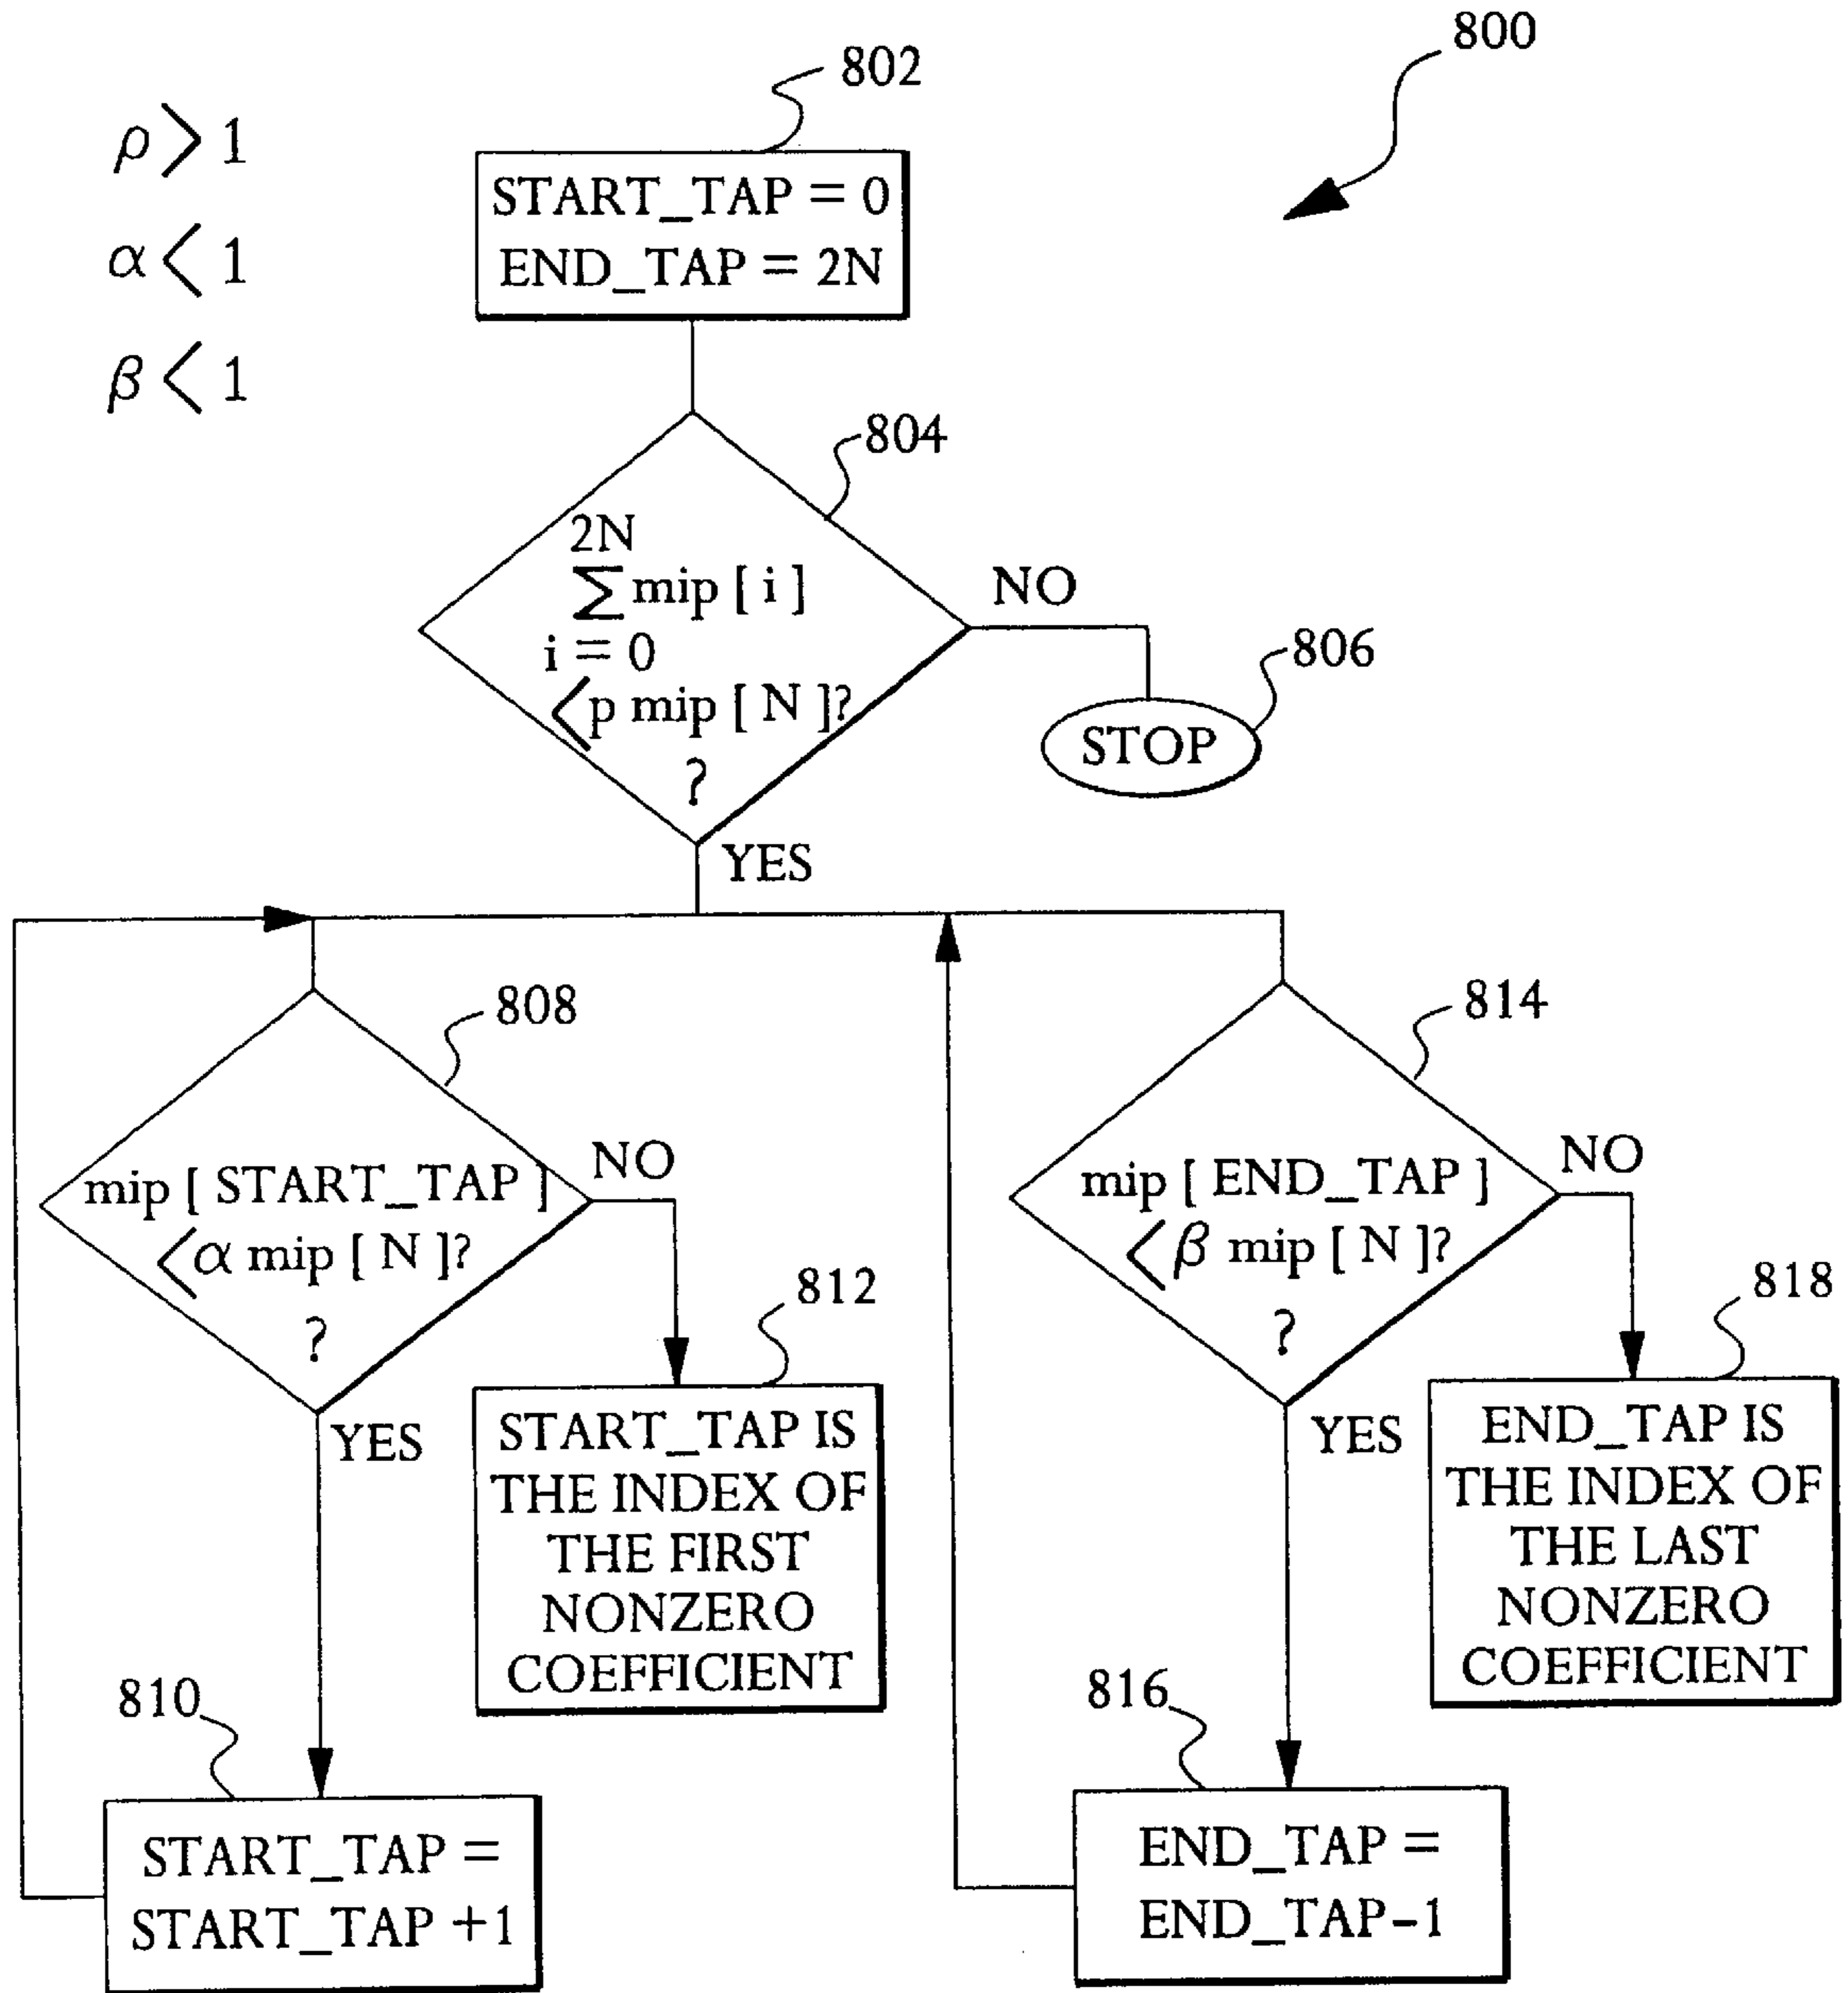 800
802
ρ > 1
α < 1
β < 1
START_TAP = 0
END_TAP = 2N
804
2N
∑ mip [ i ]
i = 0
< p mip [ N ]?
?
NO
806
STOP
YES
808
mip [ START_TAP ]
< α mip [ N ]?
?
NO
YES
812
START_TAP IS
THE INDEX OF
THE FIRST
NONZERO
COEFFICIENT
810
START_TAP =
START_TAP +1
814
mip [ END_TAP ]
< β mip [ N ]?
?
NO
YES
818
END_TAP IS
THE INDEX OF
THE LAST
NONZERO
COEFFICIENT
816
END_TAP =
END_TAP-1